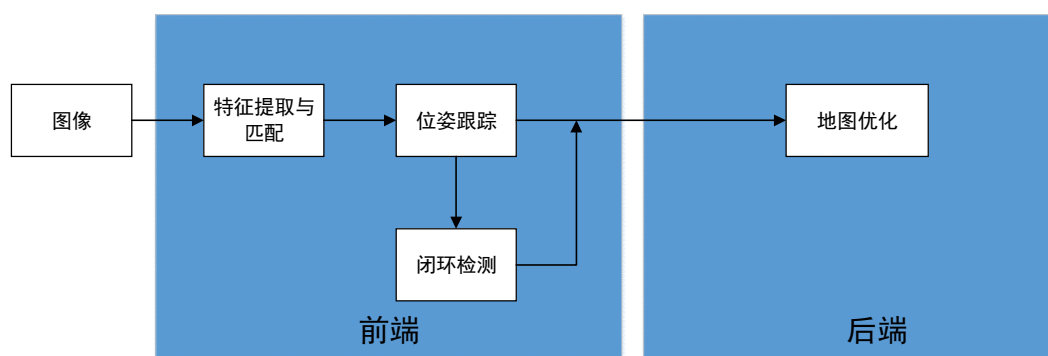 图像
特征提取与
匹配
位姿跟踪
地图优化
闭环检测
前端
后端